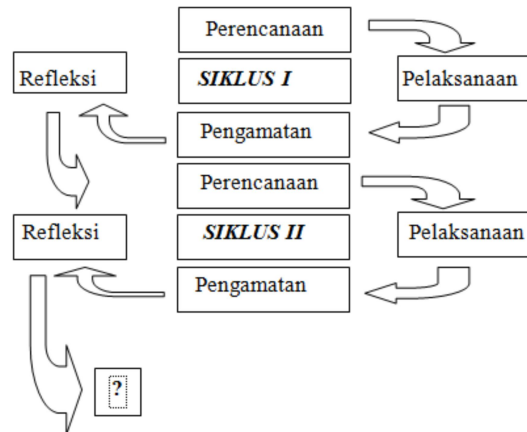 Perencanaan
Refleksi
SIKLUS I
Pelaksanaan
Pengamatan
Perencanaan
Refleksi
SIKLUS II
Pelaksanaan
Pengamatan
?